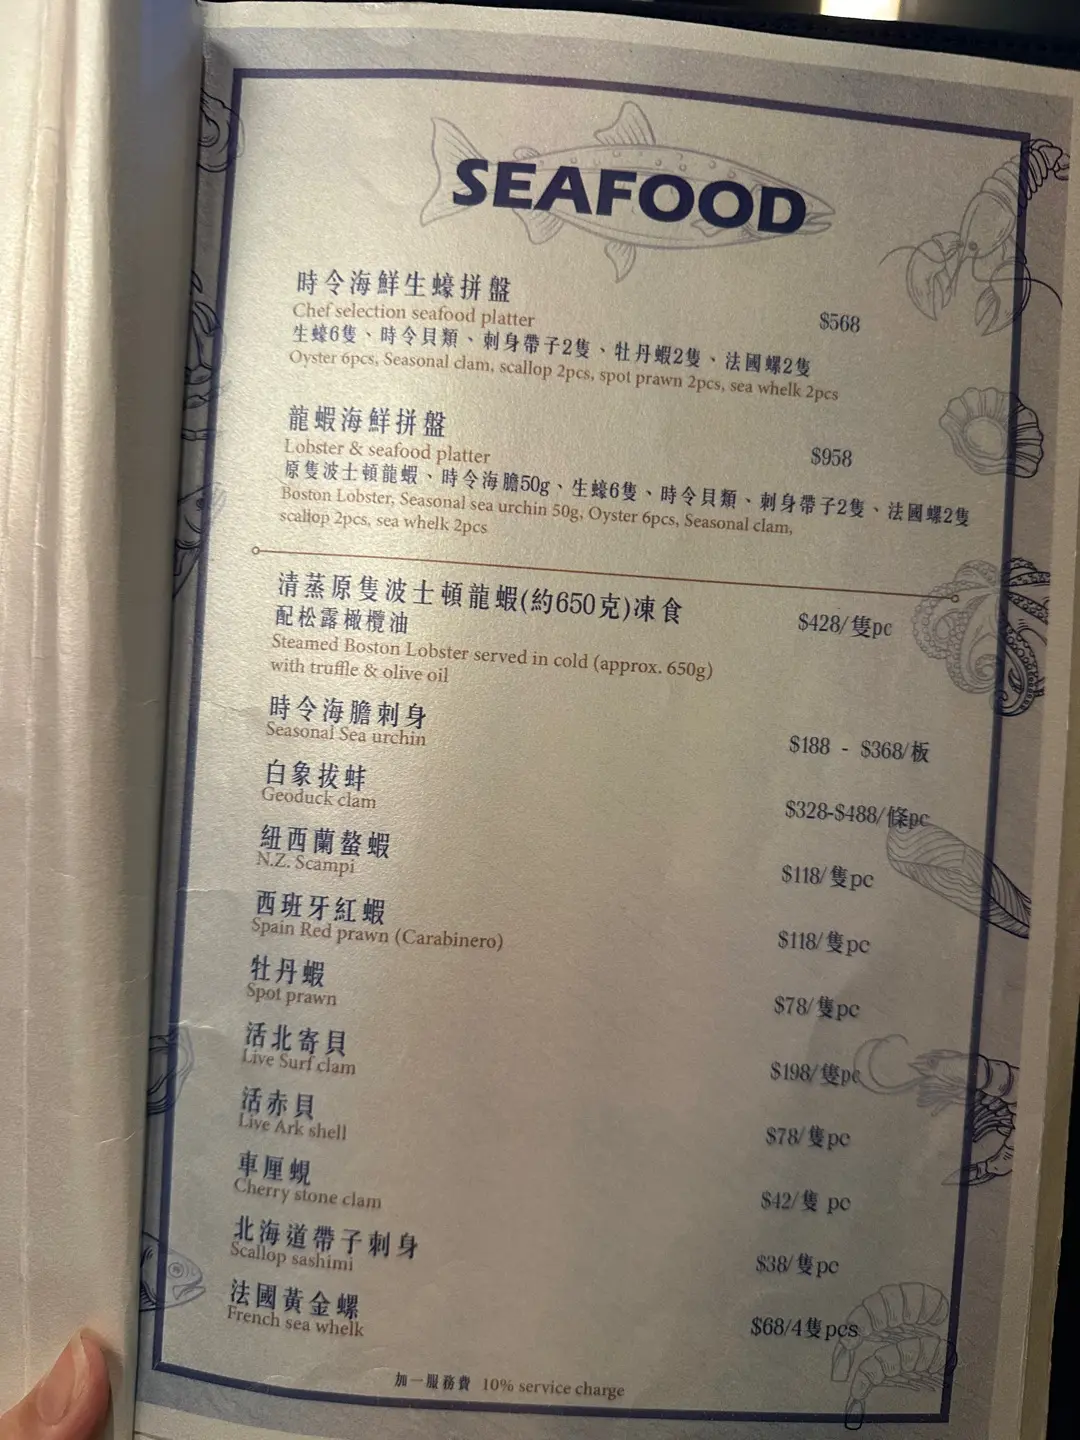 SEAFOOD
時令海鮮生蠔拼盤
Chef selection seafood platter
$568
生蠔6隻、時令貝類、刺身帶子2隻、牡丹蝦2隻、法國螺2隻
Oyster 6pcs, Seasonal clam, scallop 2pcs, spot prawn 2pcs, sea whelk 2pcs
龍蝦海鮮拼盤
Lobster & seafood platter
$958
原隻波士頓龍蝦、時令海膽50g、生蠔6隻、時令貝類、刺身帶子2隻、法國螺2隻
Boston Lobster, Seasonal sea urchin 50g, Oyster 6pcs, Seasonal clam,
scallop 2pcs, sea whelk 2pcs
清蒸原隻波士頓龍蝦(約650克)凍食
$428/隻pc
配松露橄欖油
Steamed Boston Lobster served in cold (approx. 650g)
with truffle & olive oil
時令海膽刺身
Seasonal Sea urchin
$188 - $368/板
白象拔蚌
Geoduck clam
$328-$488/條pc
紐西蘭螯蝦
N.Z. Scampi
$118/隻pc
西班牙紅蝦
Spain Red prawn (Carabinero)
$118/隻pc
牡丹蝦
Spot prawn
$78/隻pc
活北寄貝
Live Surf clam
$198/隻pc
活赤貝
Live Ark shell
$78/隻pc
車厘蜆
Cherry stone clam
$42/隻 pc
北海道帶子刺身
Scallop sashimi
$38/隻pc
法國黃金螺
French sea whelk
$68/4隻pcs
加一服務費 10% service charge